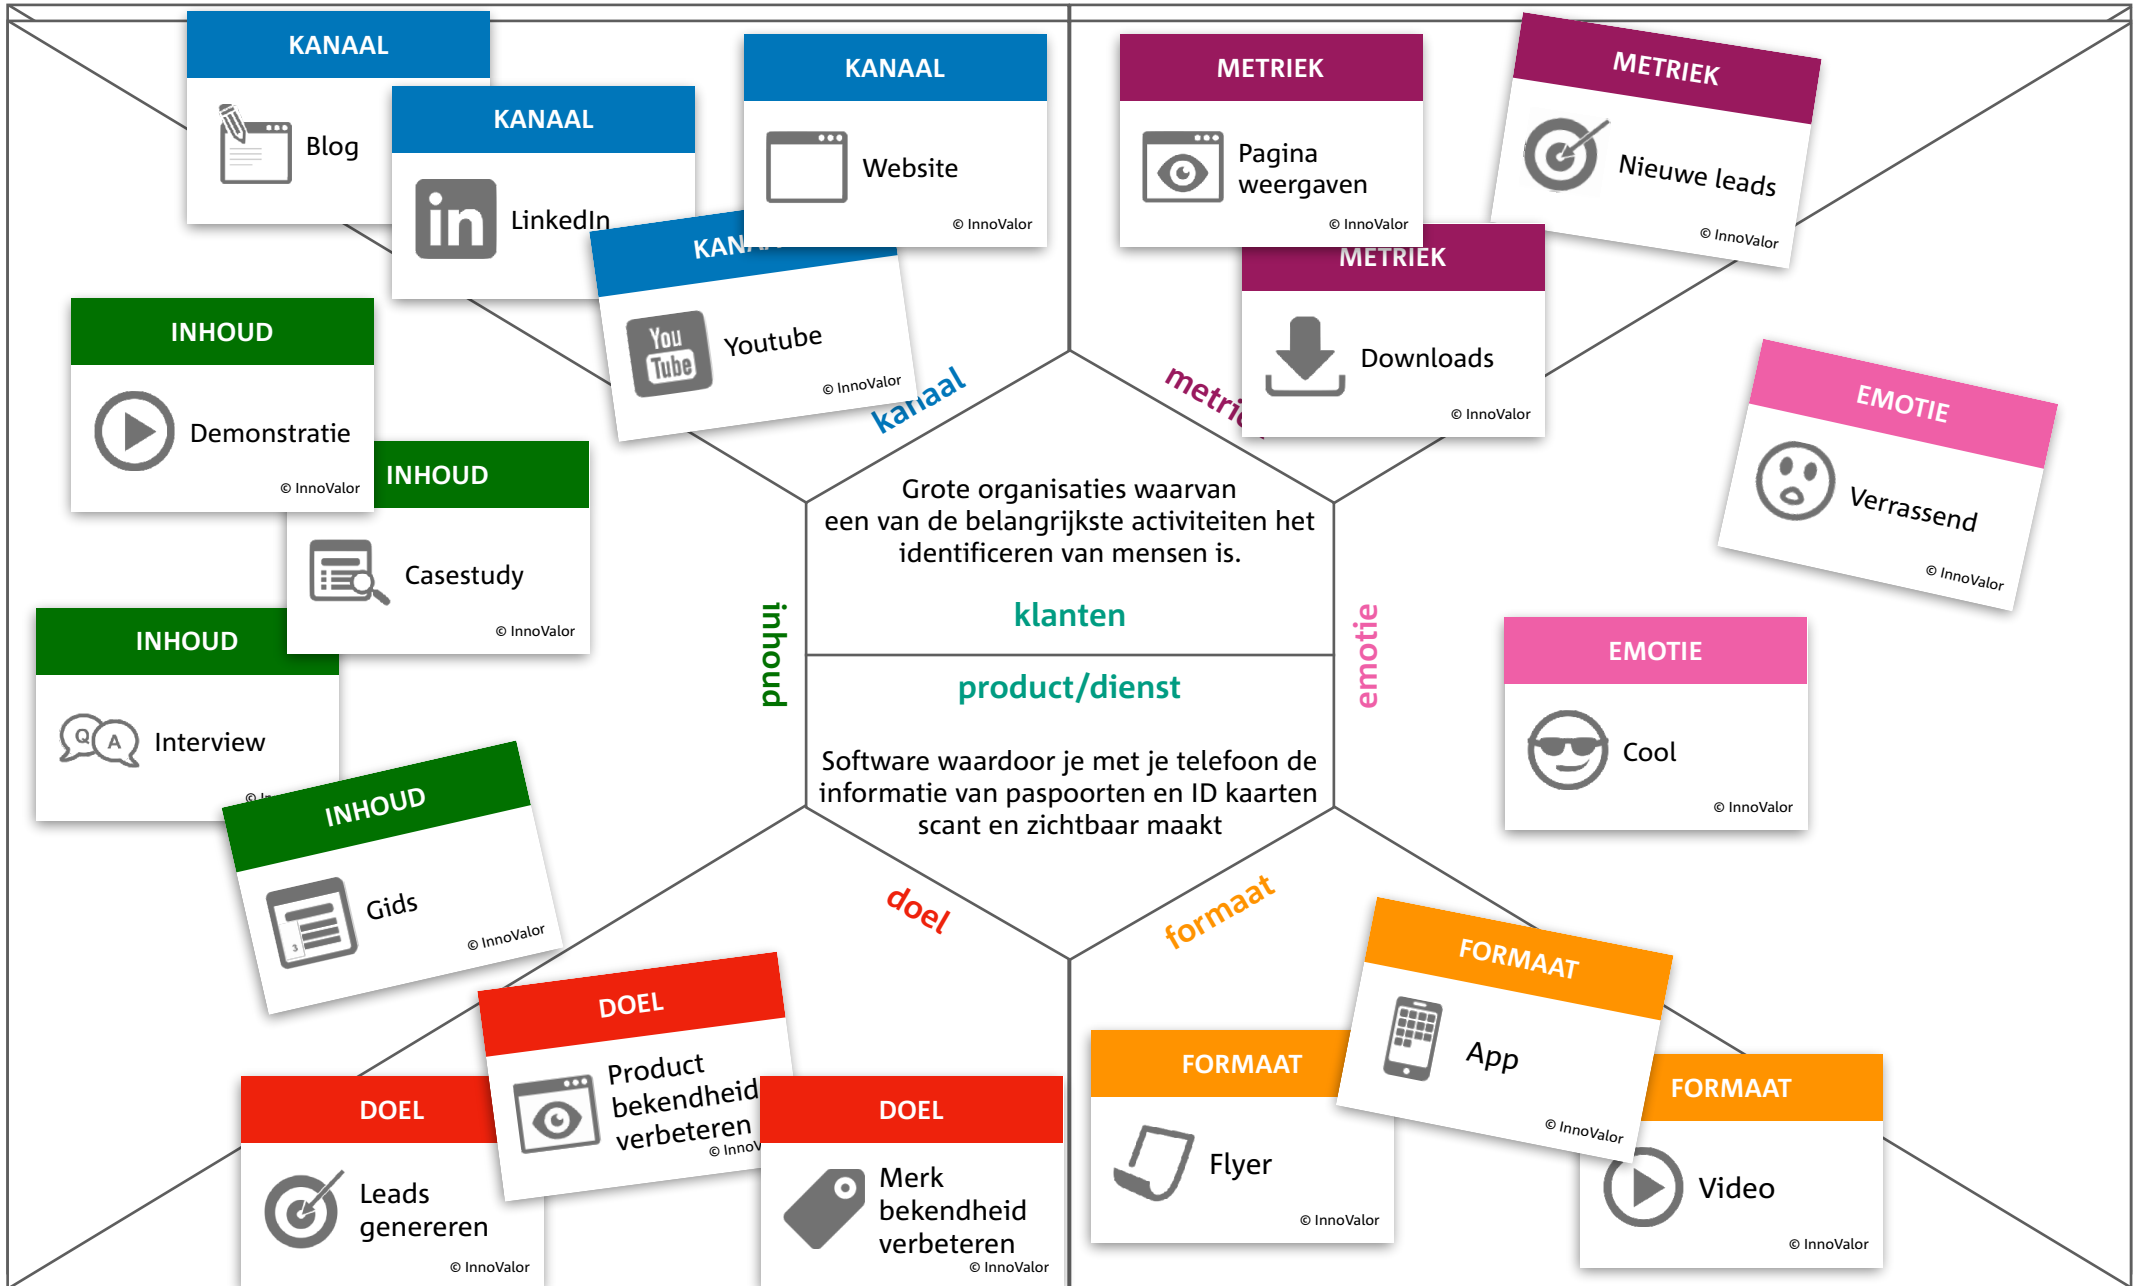 KANAAL
Blog
KANAAL
in
LinkedIn
KANAAL
Website
© InnoValor
You
Tube
Youtube
© InnoValor
METRIEK
Pagina
weergaven
© InnoValor
METRIEK
Nieuwe leads
© InnoValor
METRIEK
Downloads
© InnoValor
INHOUD
Demonstratie
© InnoValor
INHOUD
Casestudy
© InnoValor
INHOUD
Q A
Interview
INHOUD
3
Gids
© InnoValor
kanaal
inhoud
emotie
Grote organisaties waarvan
een van de belangrijkste activiteiten het
identificeren van mensen is.
klanten
product/dienst
Software waardoor je met je telefoon de
informatie van paspoorten en ID kaarten
scant en zichtbaar maakt
doel
formaat
EMOTIE
Verrassend
© InnoValor
EMOTIE
Cool
© InnoValor
DOEL
Leads
genereren
© InnoValor
DOEL
Product
bekendheid
verbeteren
DOEL
Merk
bekendheid
verbeteren
© InnoValor
FORMAAT
Flyer
© InnoValor
FORMAAT
App
© InnoValor
FORMAAT
Video
© InnoValor